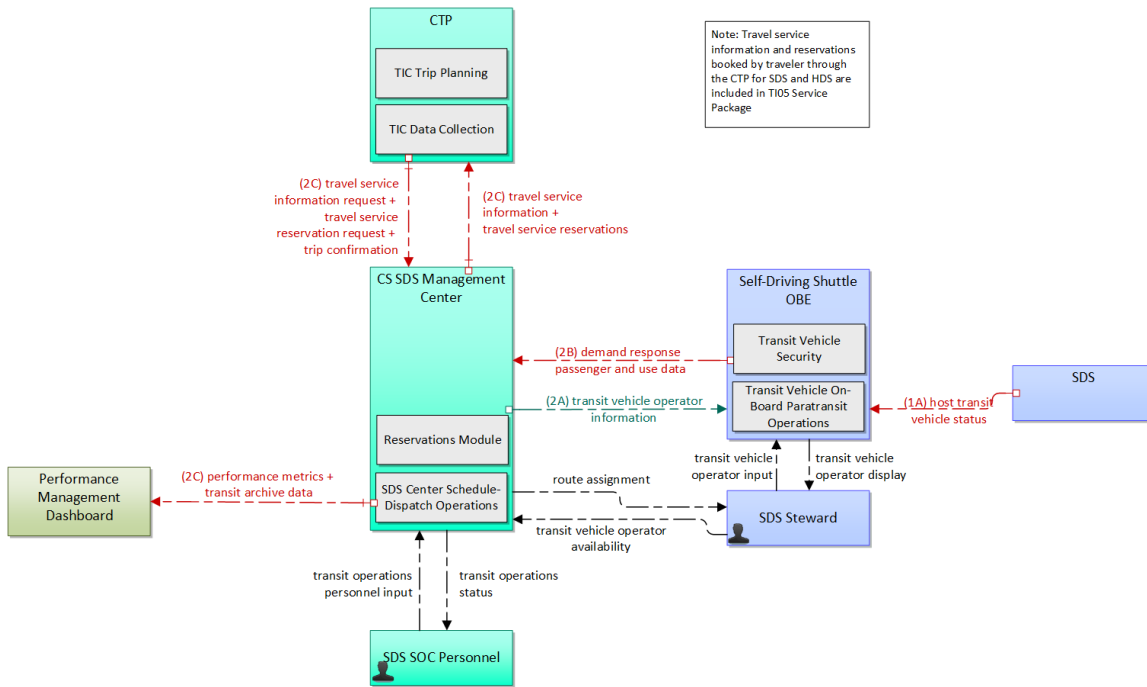 CTP
TIC Trip Planning
TIC Data Collection
Note: Travel service
information and reservations
booked by traveler through
the CTP for SDS and HDS are
included in TI05 Service
Package
(2C) travel service
information request +
travel service
reservation request +
trip confirmation
(2C) travel service
information +
travel service reservations
CS SDS Management
Center
Self-Driving Shuttle
OBE
Transit Vehicle
Security
(2B) demand response
passenger and use data
SDS
(1A) host transit
vehicle status
Transit Vehicle On-
Board Paratransit
Operations
(2A) transit vehicle operator
information
Reservations Module
transit vehicle
operator input
transit vehicle
operator display
Performance
Management
Dashboard
(2C) performance metrics +
transit archive data
SDS Center Schedule-
Dispatch Operations
route assignment
SDS Steward
transit vehicle operator
availability
transit operations
personnel input
transit operations
status
SDS SOC Personnel